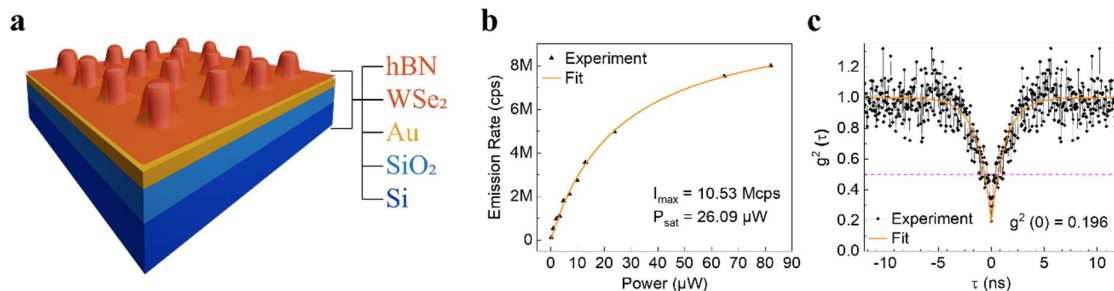 a
hBN
WSe₂
Au
SiO₂
Si
b
Emission Rate (cps)
8M
6M
4M
2M
0
Experiment
Fit
I_max = 10.53 Mcps
P_sat = 26.09 µW
0 10 20 30 40 50 60 70 80 90
Power (µW)
c
g² (τ)
1.2
1.0
0.8
0.6
0.4
0.2
0.0
Experiment
Fit
g² (0) = 0.196
-10 -5 0 5 10
τ (ns)